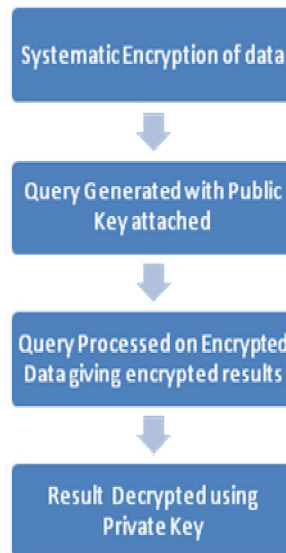 Systematic Encryption of data
Query Generated with Public
Key attached
Query Processed on Encrypted
Data giving encrypted results
Result Decrypted using
Private Key